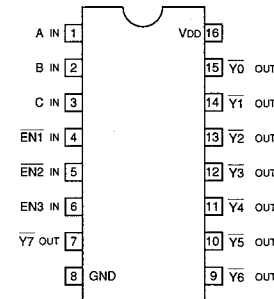 A IN 1 VDD 16
B IN 2 15 Y0 OUT
C IN 3 14 Y1 OUT
EN1 IN 4 13 Y2 OUT
EN2 IN 5 12 Y3 OUT
EN3 IN 6 11 Y4 OUT
Y7 OUT 7 10 Y5 OUT
8 GND 9 Y6 OUT